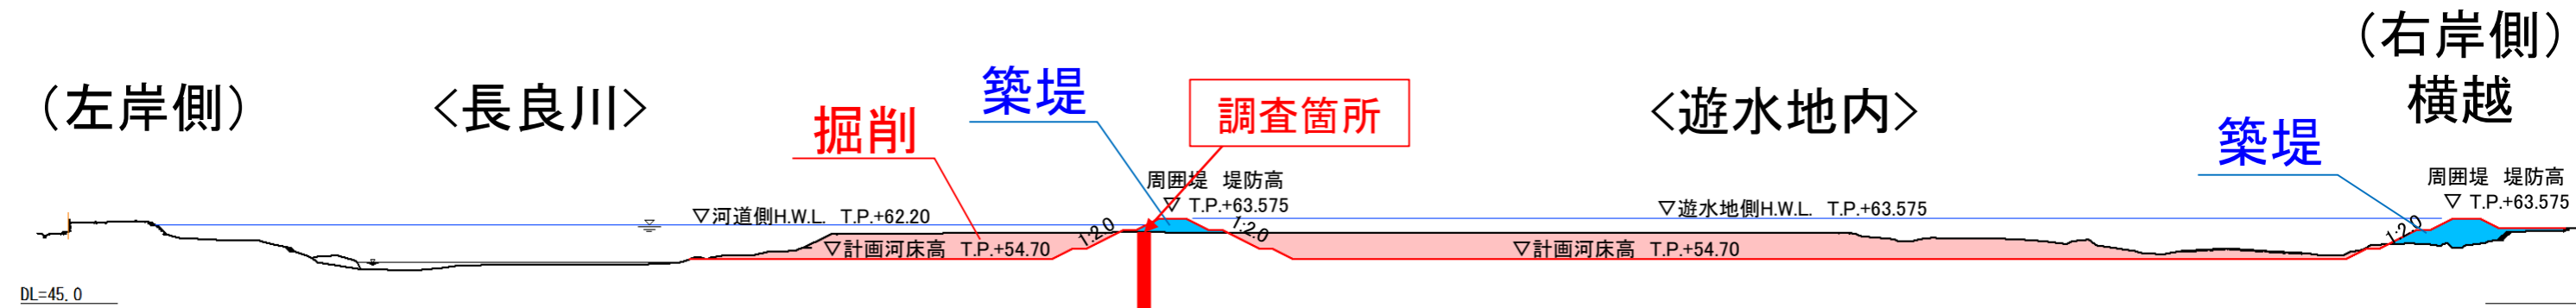 (左岸側)
<長良川>
掘削
築堤
調査箇所
<遊水地内>
(右岸側)
横越
築堤
周囲堤 堤防高
▽ T.P.+63.575
周囲堤 堤防高
▽ T.P.+63.575
▽河道側H.W.L. T.P.+62.20
▽遊水地側H.W.L. T.P.+63.575
1:2.0
1:2.0
1:2.0
▽計画河床高 T.P.+54.70
▽計画河床高 T.P.+54.70
DL=45.0